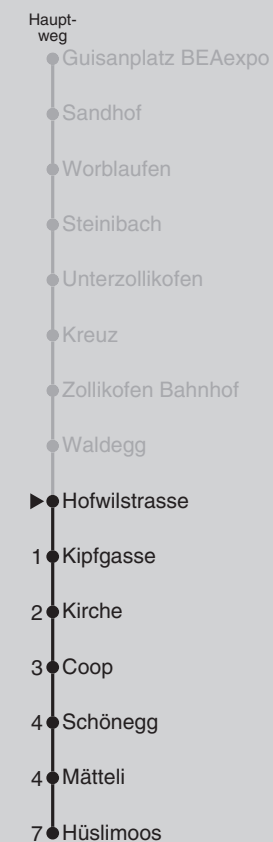 Haupt-
weg
Guisanplatz BEAexpo
Sandhof
Worblaufen
Steinibach
Unterzollikofen
Kreuz
Zollikofen Bahnhof
Waldegg
Hofwilstrasse
1 Kipfgasse
2 Kirche
3 Coop
4 Schönegg
4 Mätteli
7 Hüslimoos